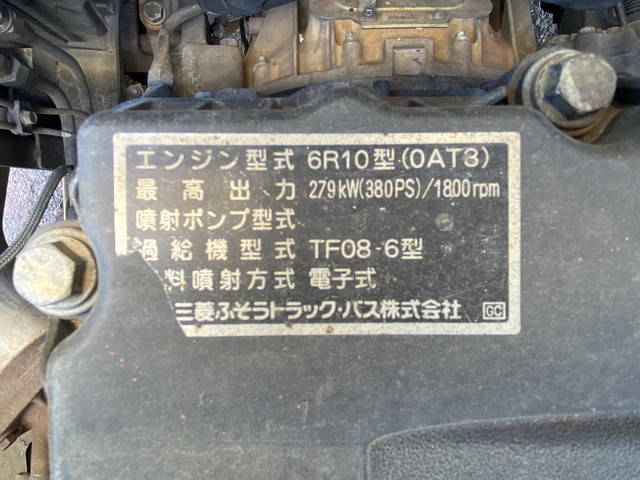 エンジン型式 6R10型(0AT3)
最高出力 279kW(380PS)/1800rpm
噴射ポンプ型式
過給機型式 TF08-6型
料噴射方式 電子式
三菱ふそうトラック・バス株式会社 GC